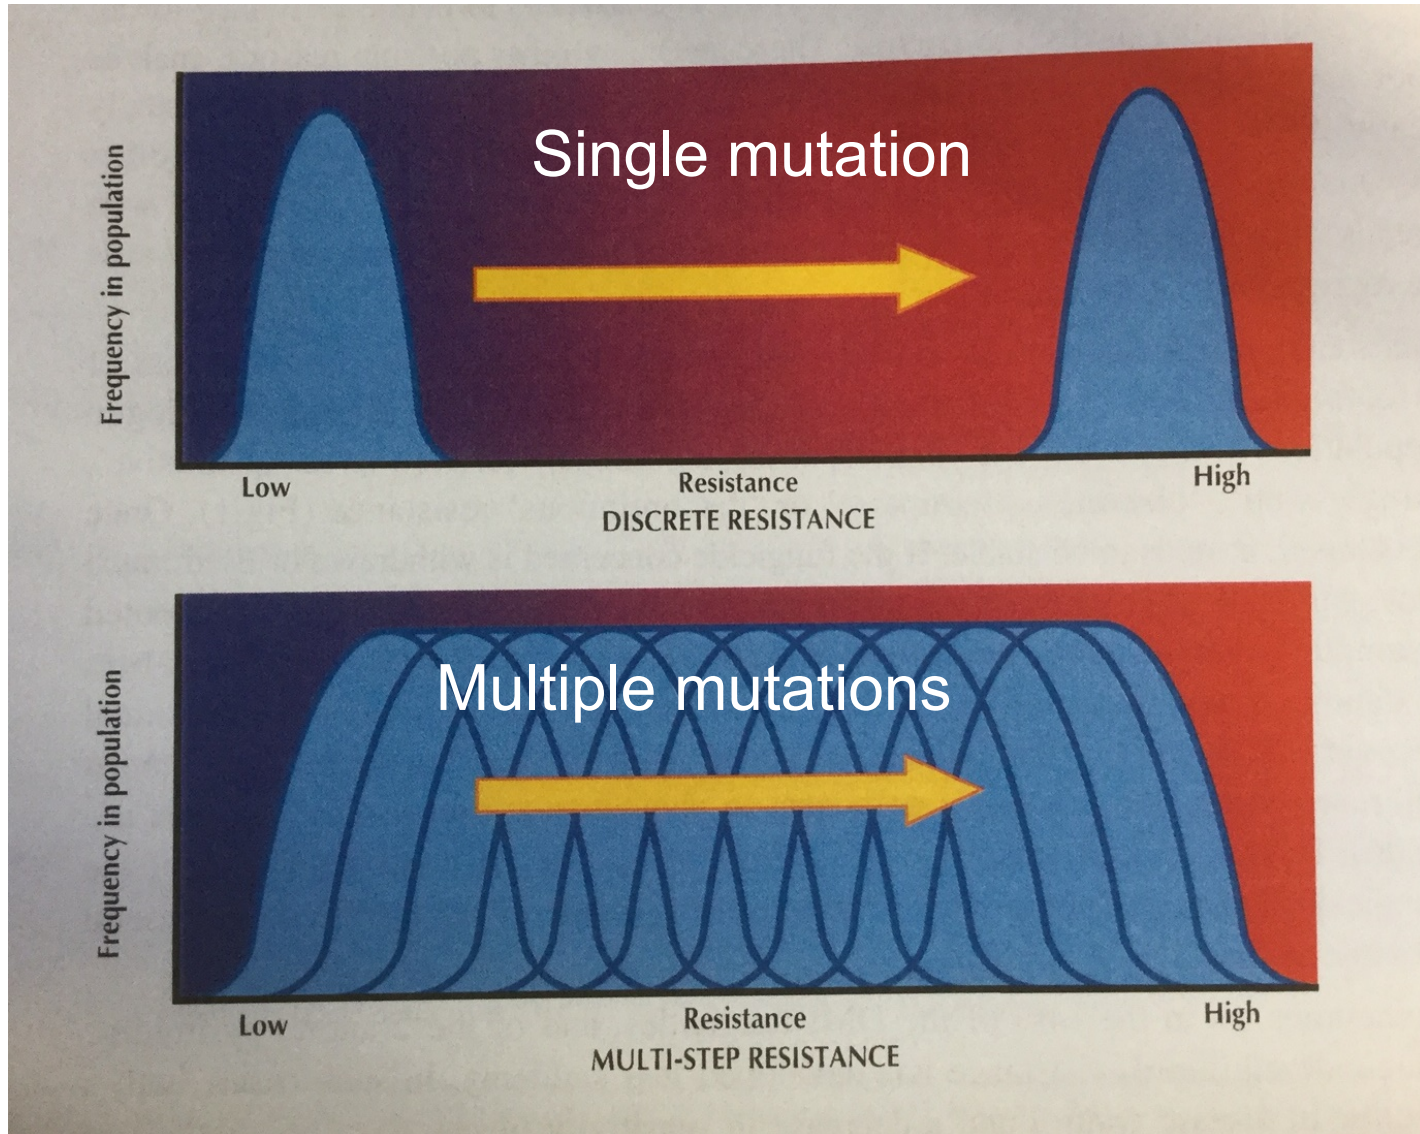 Single mutation
Frequency in population
Low
Resistance
High
DISCRETE RESISTANCE
Multiple mutations
Frequency in population
Low
Resistance
High
MULTI-STEP RESISTANCE